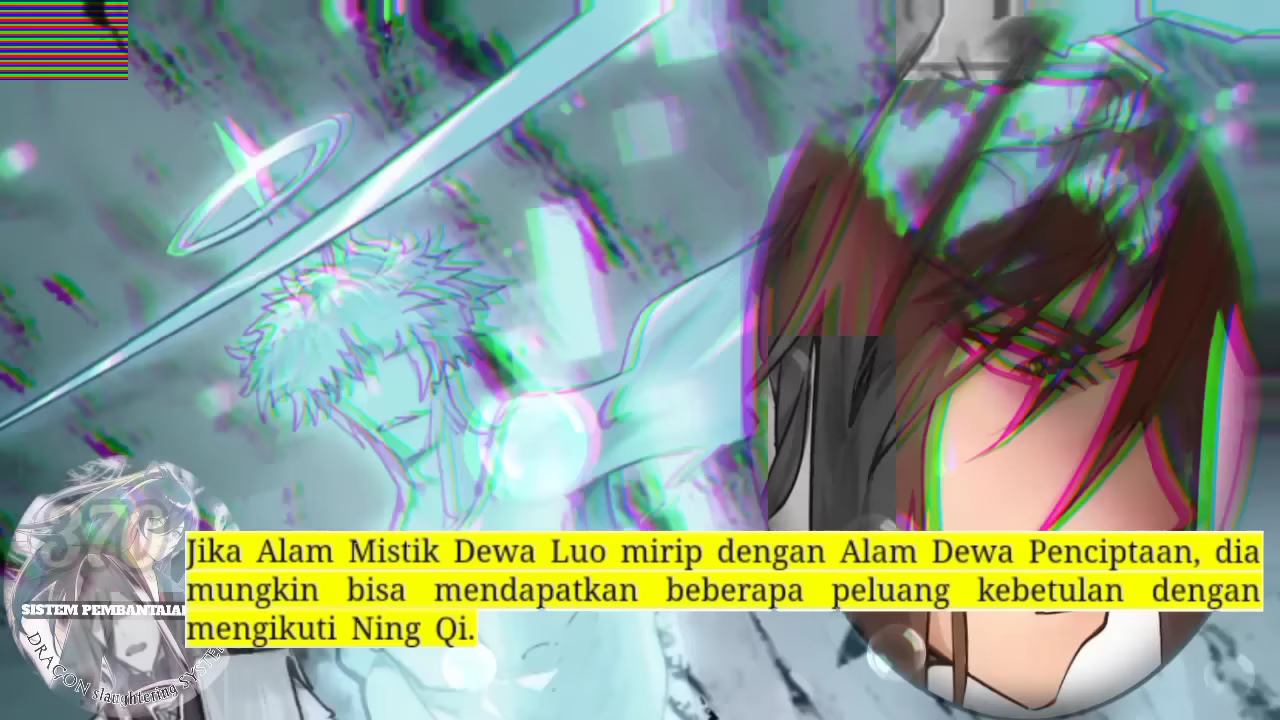 Jika Alam Mistik Dewa Luo mirip dengan Alam Dewa Penciptaan, dia
mungkin bisa mendapatkan beberapa peluang kebetulan dengan
mengikuti Ning Qi.
SISTEM PEMBANTAIAN
DRAGON slaughtering SYSTEM